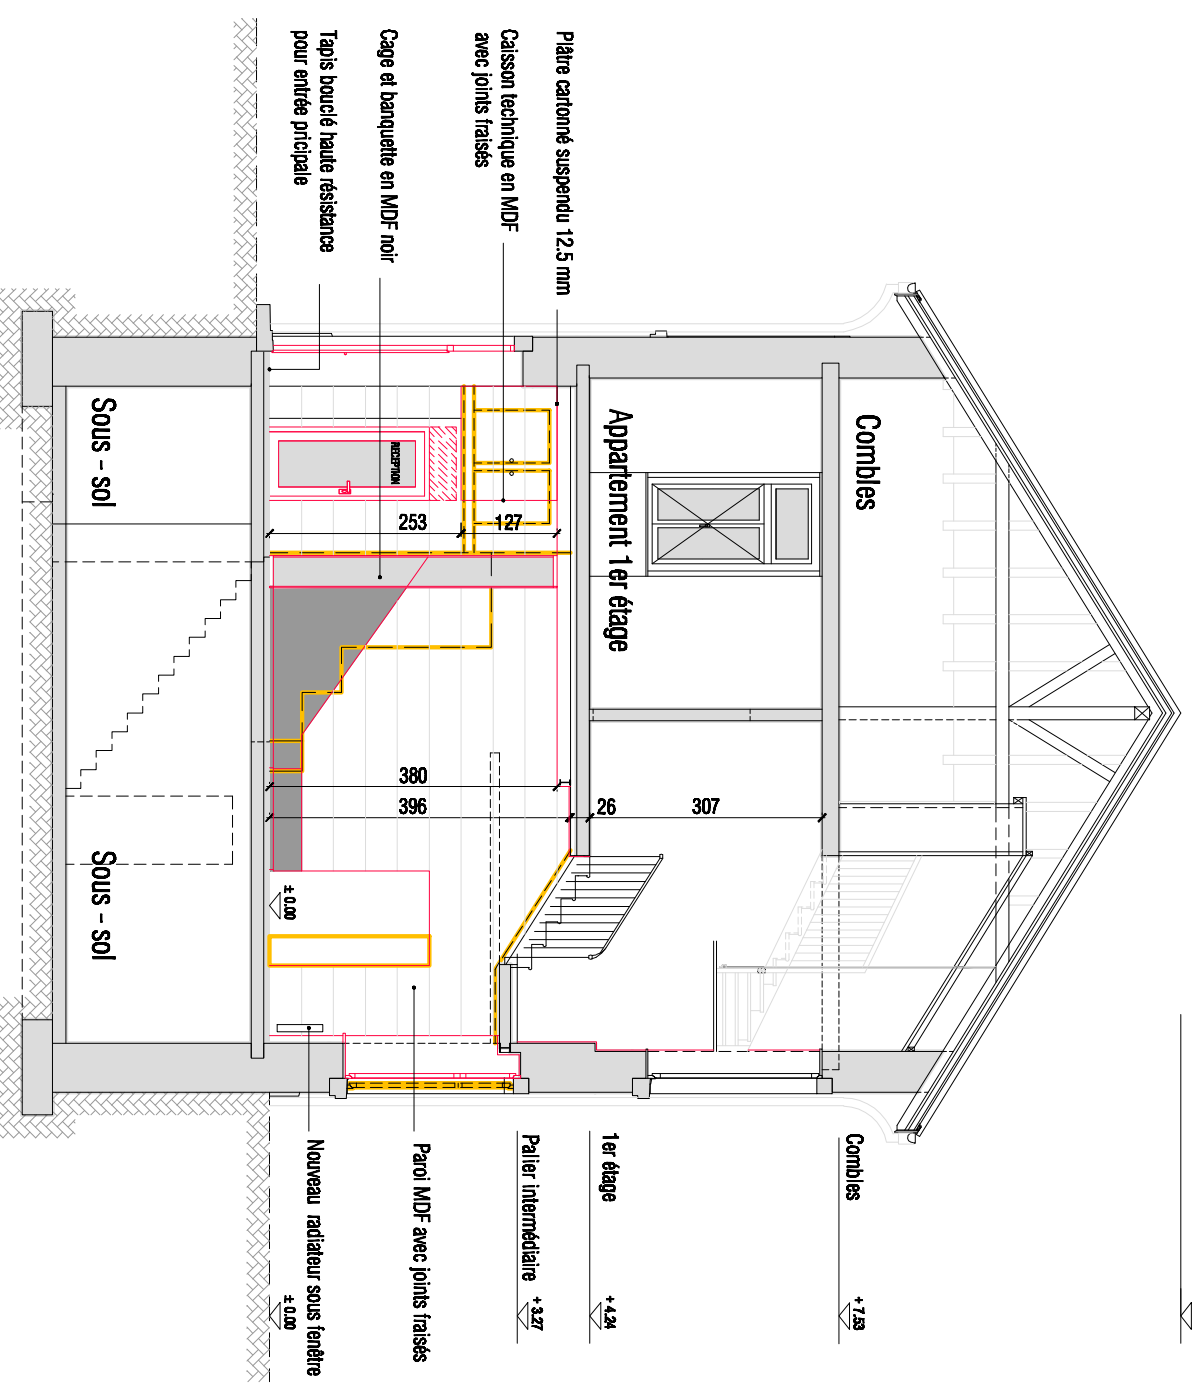 Plâtre cartonné suspendu 12.5 mm
Caisson technique en MDF
avec joints fraisés
Cage et banquette en MDF noir
Tapis bouclé haute résistance
pour entrée pricipale
Combles
Appartement 1er étage
RECEPTION
Sous - sol
Sous - sol
253
127
380
396
26
307
± 0.00
Combles
+ 7.53
1er étage
+ 4.24
Palier intermédiaire
+ 3.27
Paroi MDF avec joints fraisés
Nouveau radiateur sous fenêtre
± 0.00